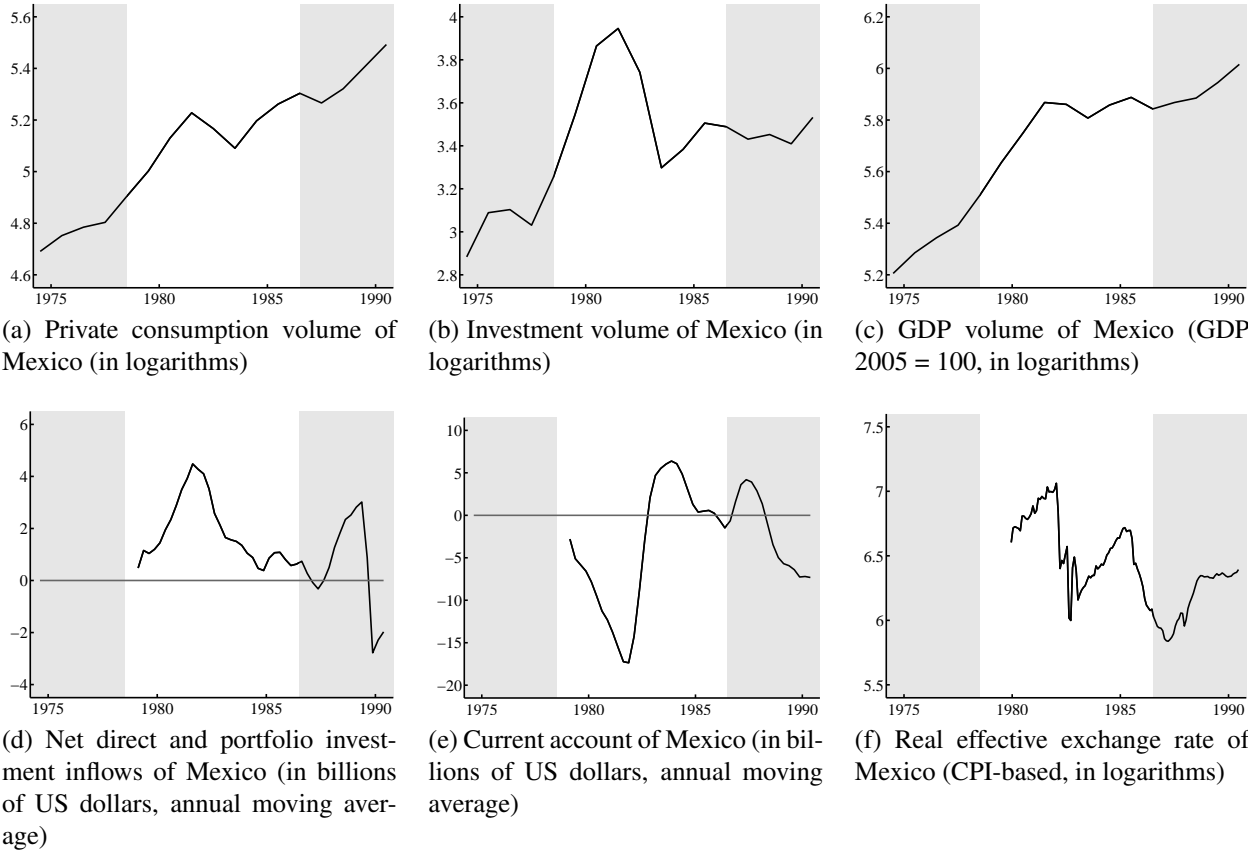 5.6
5.4
5.2
5
4.8
4.6
1975 1980 1985 1990
(a) Private consumption volume of
Mexico (in logarithms)
4
3.8
3.6
3.4
3.2
3
2.8
1975 1980 1985 1990
(b) Investment volume of Mexico (in
logarithms)
6.2
6
5.8
5.6
5.4
5.2
1975 1980 1985 1990
(c) GDP volume of Mexico (GDP
2005 = 100, in logarithms)
6
4
2
0
−2
−4
1975 1980 1985 1990
(d) Net direct and portfolio invest-
ment inflows of Mexico (in billions
of US dollars, annual moving aver-
age)
10
5
0
−5
−10
−15
−20
1975 1980 1985 1990
(e) Current account of Mexico (in bil-
lions of US dollars, annual moving
average)
7.5
7
6.5
6
5.5
1975 1980 1985 1990
(f) Real effective exchange rate of
Mexico (CPI-based, in logarithms)